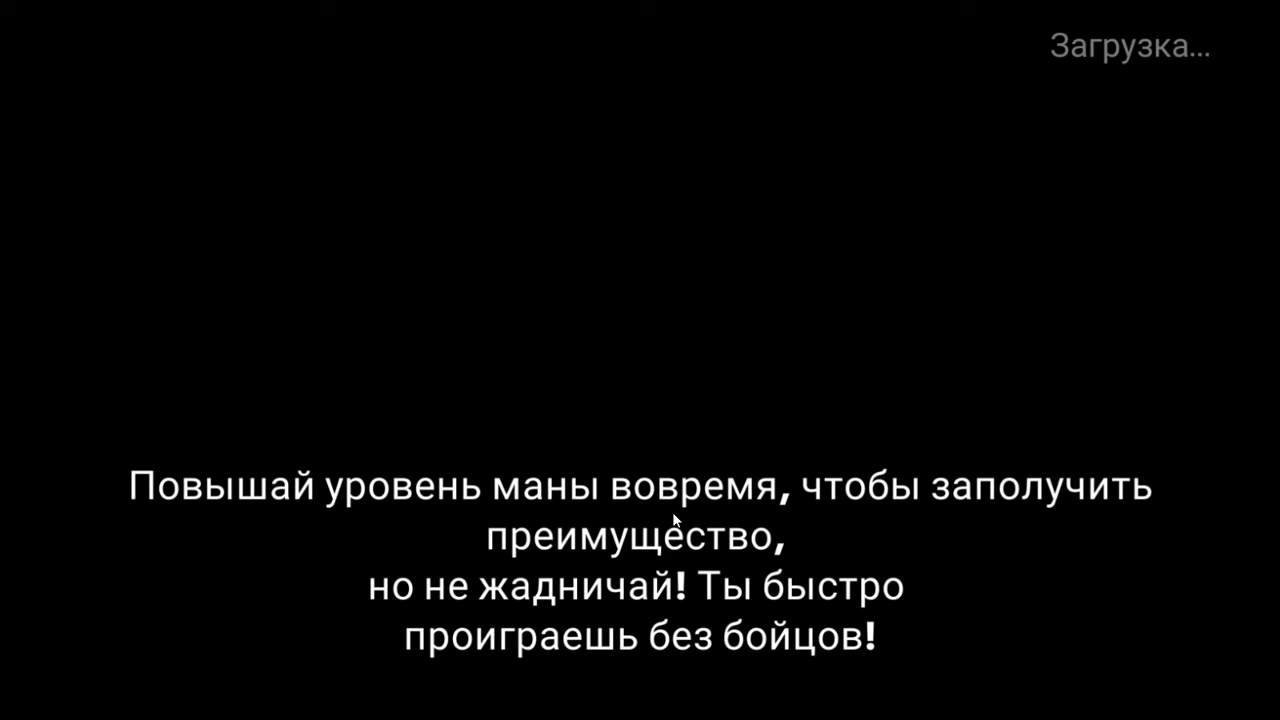 Загрузка...
Повышай уровень маны вовремя, чтобы заполучить
преимущество,
но не жадничай! Ты быстро
проиграешь без бойцов!